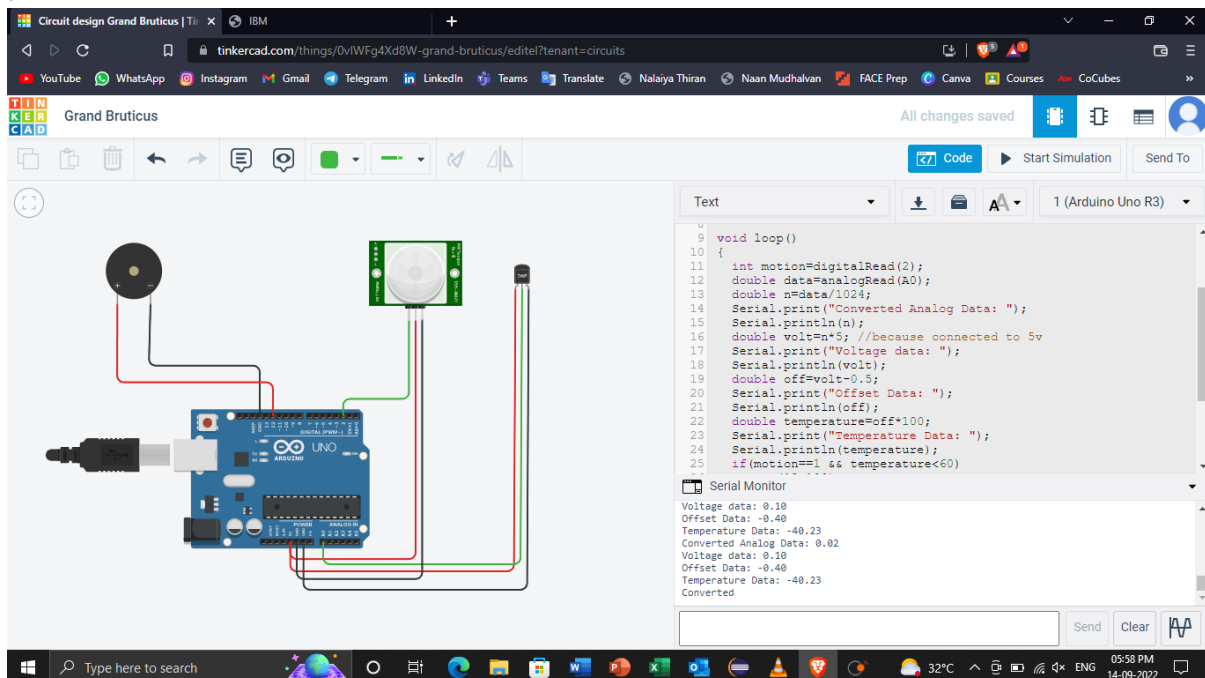 Circuit design Grand Bruticus | Tin
IBM
tinkercad.com/things/0vIWFg4Xd8W-grand-bruticus/editel?tenant=circuits
YouTube WhatsApp Instagram Gmail Telegram LinkedIn Teams Translate Nalaiya Thiran Naan Mudhalvan FACE Prep Canva Courses CoCubes »
TIN
KER
CAD
Grand Bruticus
All changes saved
Code
Start Simulation
Send To
Text
1 (Arduino Uno R3)
9 void loop()
10 {
11 int motion=digitalRead(2);
12 double data=analogRead(A0);
13 double n=data/1024;
14 Serial.print("Converted Analog Data: ");
15 Serial.println(n);
16 double volt=n*5; //because connected to 5v
17 Serial.print("Voltage data: ");
18 Serial.println(volt);
19 double off=volt-0.5;
20 Serial.print("Offset Data: ");
21 Serial.println(off);
22 double temperature=off*100;
23 Serial.print("Temperature Data: ");
24 Serial.println(temperature);
25 if(motion==1 && temperature<60)
TMP
DIGITAL (PWM ~)
UNO
ARDUINO
POWER
ANALOG IN
Serial Monitor
Voltage data: 0.10
Offset Data: -0.40
Temperature Data: -40.23
Converted Analog Data: 0.02
Voltage data: 0.10
Offset Data: -0.40
Temperature Data: -40.23
Converted
Send
Clear
Type here to search
32°C
ENG
05:58 PM
14-09-2022